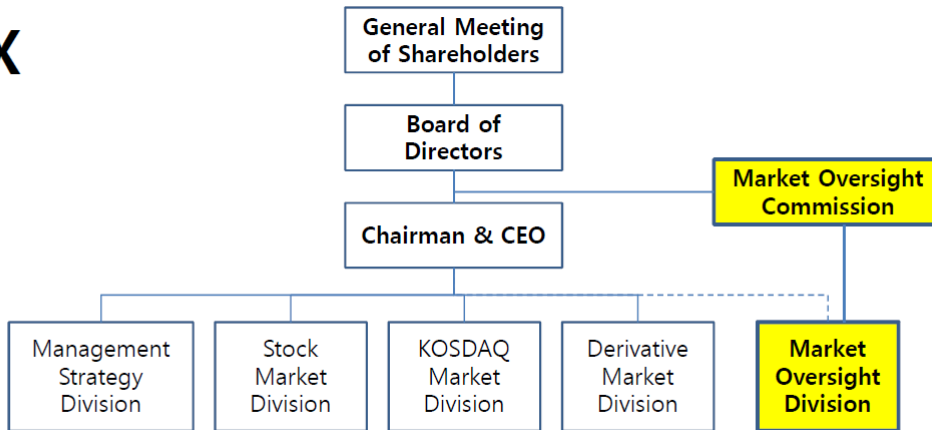 X
General Meeting
of Shareholders
Board of
Directors
Market Oversight
Commission
Chairman & CEO
Management
Strategy
Division
Stock
Market
Division
KOSDAQ
Market
Division
Derivative
Market
Division
Market
Oversight
Division